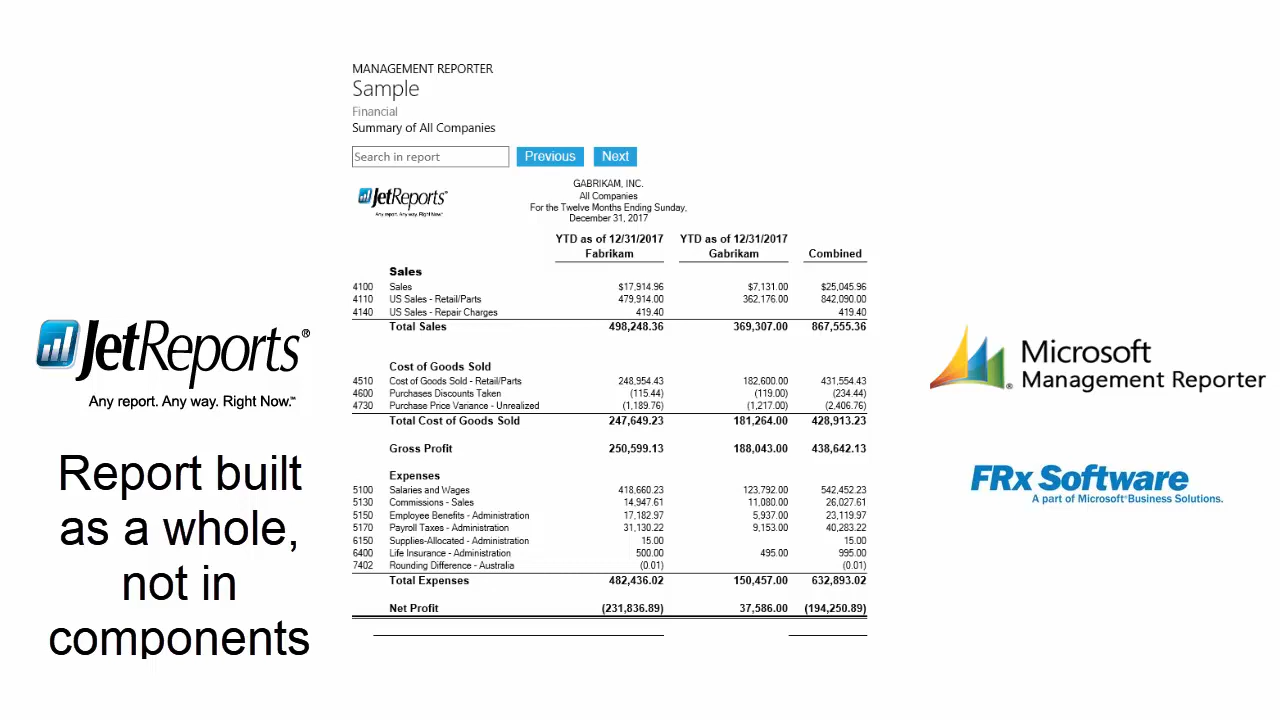 MANAGEMENT REPORTER
Sample
Financial
Summary of All Companies
Search in report Previous Next
JetReports™
Any report. Any way. Right Now.™
GABRIKAM, INC.
All Companies
For the Twelve Months Ending Sunday,
December 31, 2017
YTD as of 12/31/2017 YTD as of 12/31/2017
Fabrikam Gabrikam Combined
Sales
4100 Sales $17,914.96 $7,131.00 $25,045.96
4110 US Sales - Retail/Parts 479,914.00 362,176.00 842,090.00
4140 US Sales - Repair Charges 419.40 419.40
Total Sales 498,248.36 369,307.00 867,555.36
Cost of Goods Sold
4510 Cost of Goods Sold - Retail/Parts 248,954.43 182,600.00 431,554.43
4600 Purchases Discounts Taken (115.44) (119.00) (234.44)
4730 Purchase Price Variance - Unrealized (1,189.76) (1,217.00) (2,406.76)
Total Cost of Goods Sold 247,649.23 181,264.00 428,913.23
Gross Profit 250,599.13 188,043.00 438,642.13
Expenses
5100 Salaries and Wages 418,660.23 123,792.00 542,452.23
5130 Commissions - Sales 14,947.61 11,080.00 26,027.61
5150 Employee Benefits - Administration 17,182.97 5,937.00 23,119.97
5170 Payroll Taxes - Administration 31,130.22 9,153.00 40,283.22
6150 Supplies-Allocated - Administration 15.00 15.00
6400 Life Insurance - Administration 500.00 495.00 995.00
7402 Rounding Difference - Australia (0.01) (0.01)
Total Expenses 482,436.02 150,457.00 632,893.02
Net Profit (231,836.89) 37,586.00 (194,250.89)
JetReports®
Any report. Any way. Right Now.™
Report built
as a whole,
not in
components
® Microsoft
Management Reporter
FRx Software
A part of Microsoft® Business Solutions.